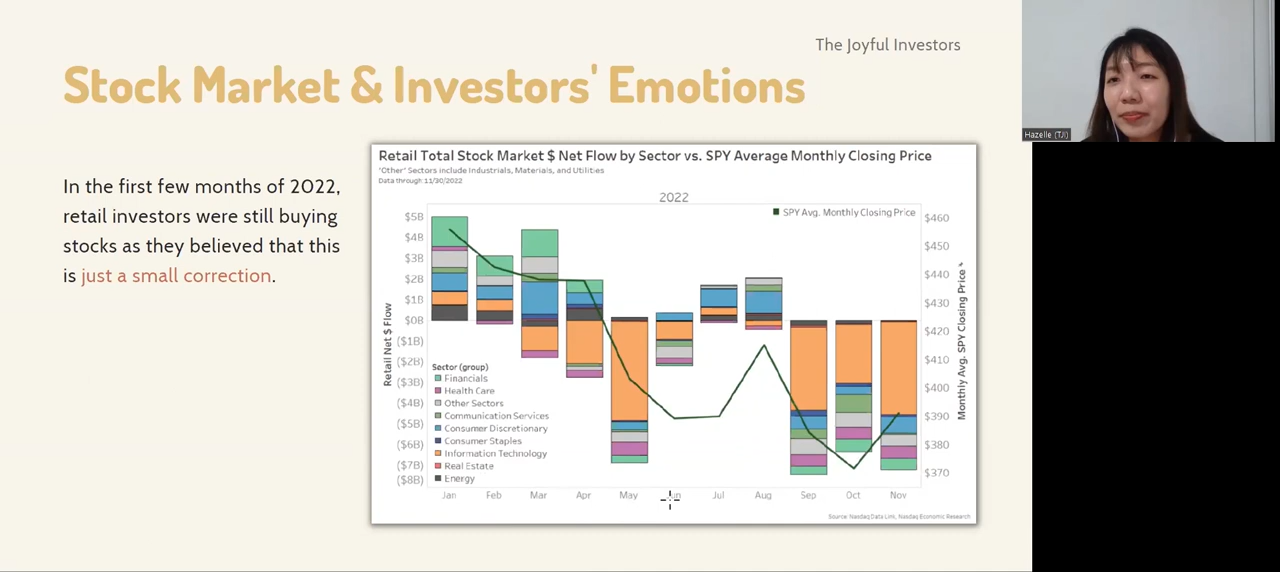 The Joyful Investors
Stock Market & Investors' Emotions
Hazelle (TJI)
In the first few months of 2022,
retail investors were still buying
stocks as they believed that this
is just a small correction.
Retail Total Stock Market $ Net Flow by Sector vs. SPY Average Monthly Closing Price
"Other" Sectors include Industrials, Materials, and Utilities
Data through 11/30/2022
2022
SPY Avg. Monthly Closing Price
Retail Net $ Flow
$5B
$4B
$3B
$2B
$1B
$0B
($1B)
($2B)
($3B)
($4B)
($5B)
($6B)
($7B)
($8B)
Sector (group)
Financials
Health Care
Other Sectors
Communication Services
Consumer Discretionary
Consumer Staples
Information Technology
Real Estate
Energy
$460
$450
$440
$430
$420
$410
$400
$390
$380
$370
Monthly Avg. SPY Closing Price
Jan Feb Mar Apr May Jun Jul Aug Sep Oct Nov
Source: Nasdaq Data Link, Nasdaq Economic Research